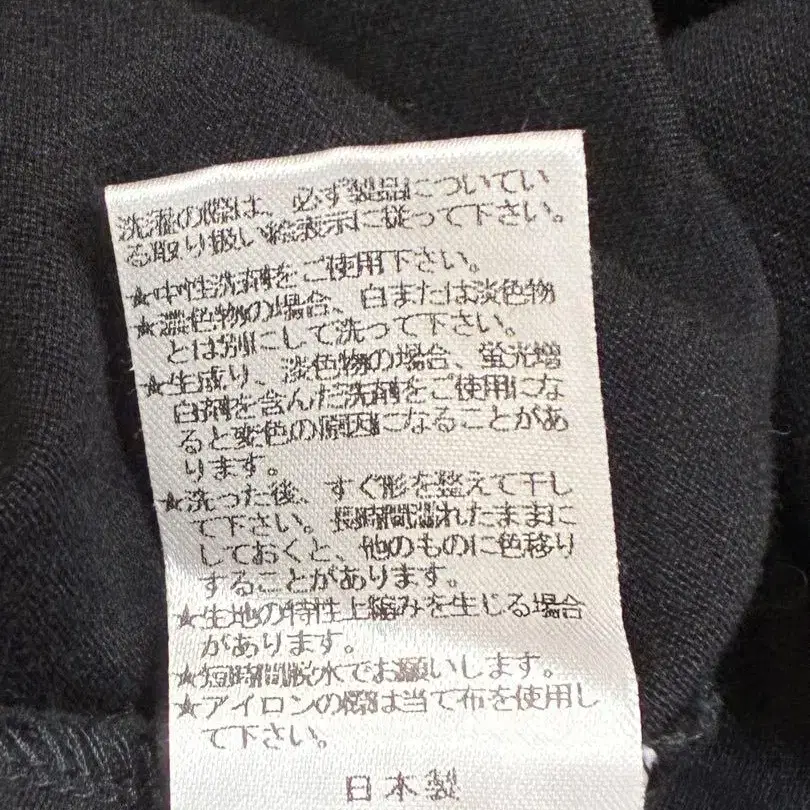 洗濯の際は、必ず製品についてい
る取り扱い絵表示に従って下さい。
★中性洗剤をご使用下さい。
★濃色物の場合、白または淡色物
とは別にして洗って下さい。
★生成り、淡色物の場合、蛍光増
白剤を含んだ洗剤をご使用にな
ると変色の原因になることがあ
ります。
★洗った後、すぐ形を整えて干し
て下さい。長時間濡れたままに
しておくと、他のものに色移り
することがあります。
★生地の特性上縮みを生じる場合
があります。
★短時間脱水でお願いします。
★アイロンの際は当て布を使用し
て下さい。
日本製